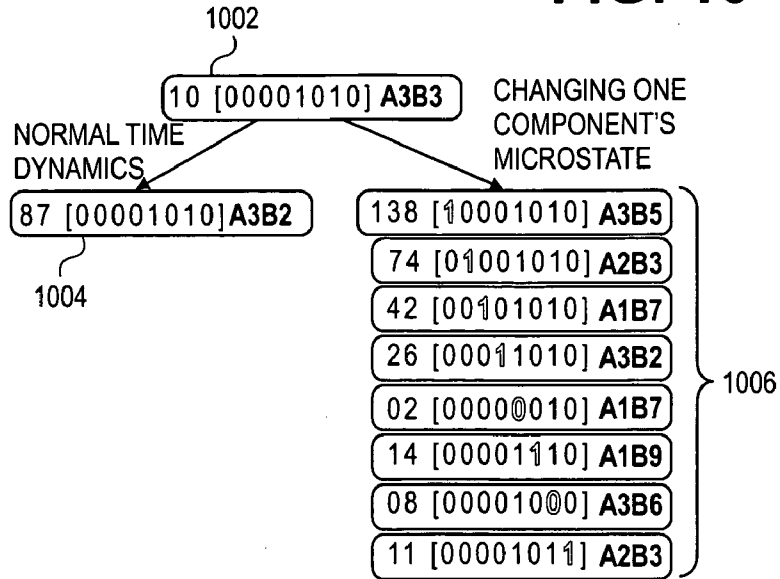 1002
10 [00001010] A3B3
NORMAL TIME
DYNAMICS
CHANGING ONE
COMPONENT'S
MICROSTATE
87 [00001010] A3B2
1004
138 [10001010] A3B5
74 [01001010] A2B3
42 [00101010] A1B7
26 [00011010] A3B2
02 [00000010] A1B7
14 [00001110] A1B9
08 [00001000] A3B6
11 [00001011] A2B3
1006